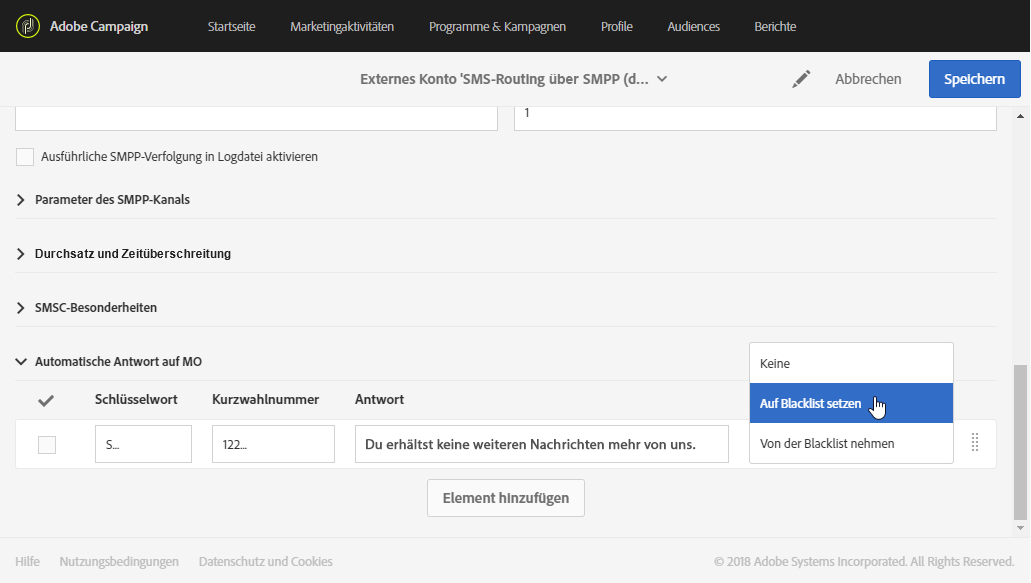 Adobe Campaign Startseite Marketingaktivitäten Programme & Kampagnen Profile Audiences Berichte
Externes Konto 'SMS-Routing über SMPP (d... Abbrechen Speichern
1
Ausführliche SMPP-Verfolgung in Logdatei aktivieren
Parameter des SMPP-Kanals
Durchsatz und Zeitüberschreitung
SMSC-Besonderheiten
Automatische Antwort auf MO
Keine
Schlüsselwort Kurzwahlnummer Antwort
Auf Blacklist setzen
S... 122... Du erhältst keine weiteren Nachrichten mehr von uns.
Von der Blacklist nehmen
Element hinzufügen
Hilfe Nutzungsbedingungen Datenschutz und Cookies © 2018 Adobe Systems Incorporated. All Rights Reserved.